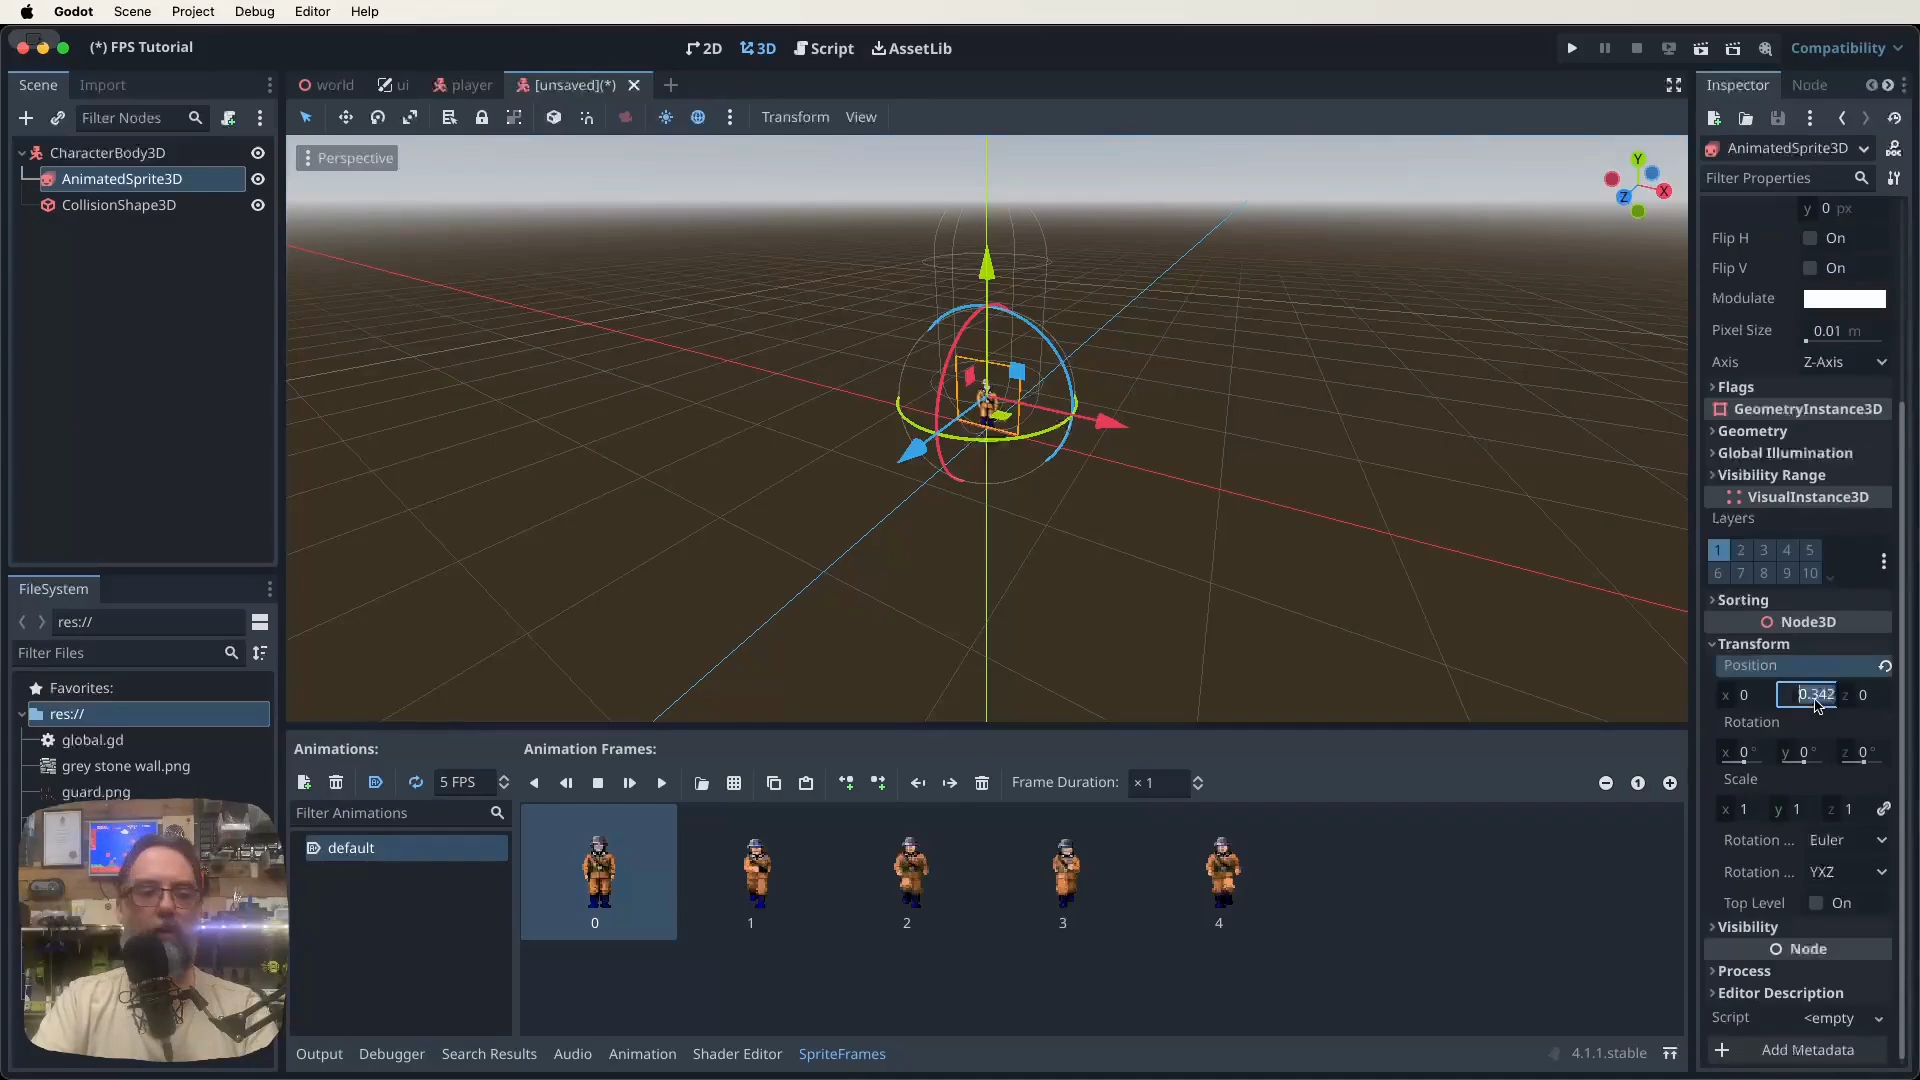 Godot Scene Project Debug Editor Help
(*) FPS Tutorial
2D 3D Script AssetLib
Compatibility
Scene Import
world ui player [unsaved](*)
Inspector Node
Filter Nodes
Transform View
CharacterBody3D
AnimatedSprite3D
CollisionShape3D
Perspective
Y
X
Z
AnimatedSprite3D
Filter Properties
y 0 px
Flip H On
Flip V On
Modulate
Pixel Size 0.01 m
Axis Z-Axis
Flags
GeometryInstance3D
Geometry
Global Illumination
Visibility Range
VisualInstance3D
Layers
1 2 3 4 5
6 7 8 9 10
Sorting
Node3D
Transform
Position
x 0 0.342 z 0
Rotation
x 0 ° y 0 ° z 0 °
Scale
x 1 y 1 z 1
Rotation ... Euler
Rotation ... YXZ
Top Level On
Visibility
Node
Process
Editor Description
Script <empty
Add Metadata
FileSystem
res://
Filter Files
Favorites:
res://
global.gd
grey stone wall.png
guard.png
Animations:
5 FPS
Filter Animations
default
Animation Frames:
Frame Duration: × 1
0 1 2 3 4
Output Debugger Search Results Audio Animation Shader Editor SpriteFrames
4.1.1.stable